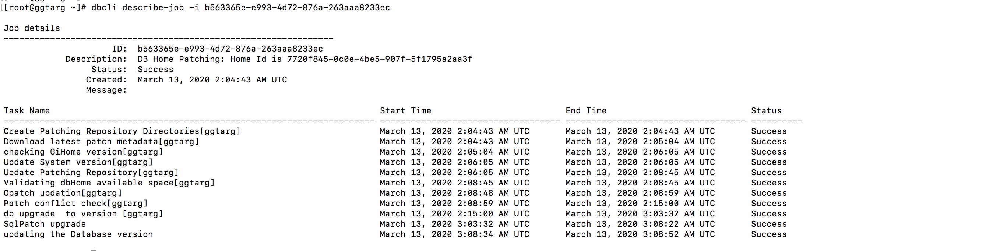 [[root@ggtarg ~]# dbcli describe-job -i b563365e-e993-4d72-876a-263aaa8233ec
Job details
----------------------------------------------------------------
ID: b563365e-e993-4d72-876a-263aaa8233ec
Description: DB Home Patching: Home Id is 7720f845-0c0e-4be5-907f-5f1795a2aa3f
Status: Success
Created: March 13, 2020 2:04:43 AM UTC
Message:
Task Name Start Time End Time Status
------------------------------------------------------------------------ ----------------------------------- ----------------------------------- ----------
Create Patching Repository Directories[ggtarg] March 13, 2020 2:04:43 AM UTC March 13, 2020 2:04:43 AM UTC Success
Download latest patch metadata[ggtarg] March 13, 2020 2:04:43 AM UTC March 13, 2020 2:05:04 AM UTC Success
checking GiHome version[ggtarg] March 13, 2020 2:05:04 AM UTC March 13, 2020 2:06:05 AM UTC Success
Update System version[ggtarg] March 13, 2020 2:06:05 AM UTC March 13, 2020 2:06:05 AM UTC Success
Update Patching Repository[ggtarg] March 13, 2020 2:06:05 AM UTC March 13, 2020 2:08:45 AM UTC Success
Validating dbHome available space[ggtarg] March 13, 2020 2:08:45 AM UTC March 13, 2020 2:08:45 AM UTC Success
Opatch updation[ggtarg] March 13, 2020 2:08:48 AM UTC March 13, 2020 2:08:59 AM UTC Success
Patch conflict check[ggtarg] March 13, 2020 2:08:59 AM UTC March 13, 2020 2:15:00 AM UTC Success
db upgrade  to version [ggtarg] March 13, 2020 2:15:00 AM UTC March 13, 2020 3:03:32 AM UTC Success
SqlPatch upgrade March 13, 2020 3:03:32 AM UTC March 13, 2020 3:08:22 AM UTC Success
updating the Database version March 13, 2020 3:08:34 AM UTC March 13, 2020 3:08:52 AM UTC Success